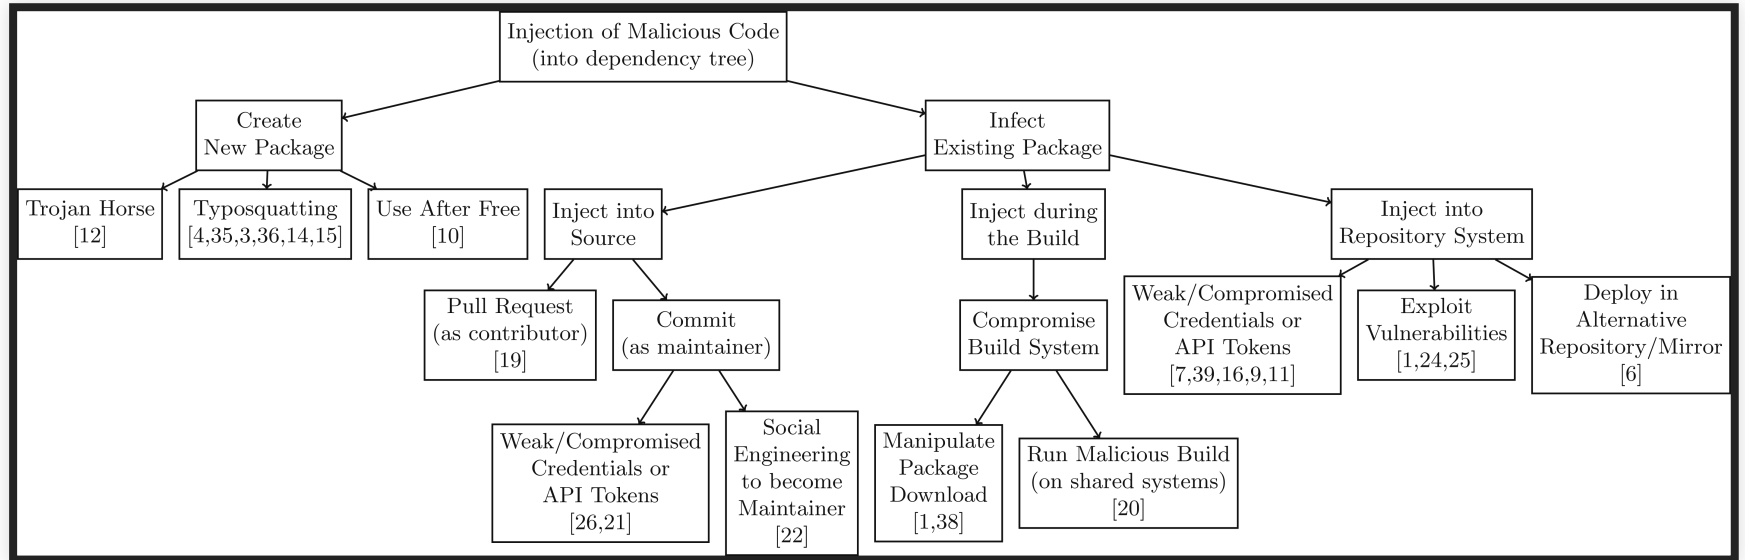 Injection of Malicious Code
(into dependency tree)
Create
New Package
Infect
Existing Package
Trojan Horse
[12]
Typosquatting
[4,35,3,36,14,15]
Use After Free
[10]
Inject into
Source
Inject during
the Build
Inject into
Repository System
Pull Request
(as contributor)
[19]
Commit
(as maintainer)
Compromise
Build System
Weak/Compromised
Credentials or
API Tokens
[7,39,16,9,11]
Exploit
Vulnerabilities
[1,24,25]
Deploy in
Alternative
Repository/Mirror
[6]
Weak/Compromised
Credentials or
API Tokens
[26,21]
Social
Engineering
to become
Maintainer
[22]
Manipulate
Package
Download
[1,38]
Run Malicious Build
(on shared systems)
[20]